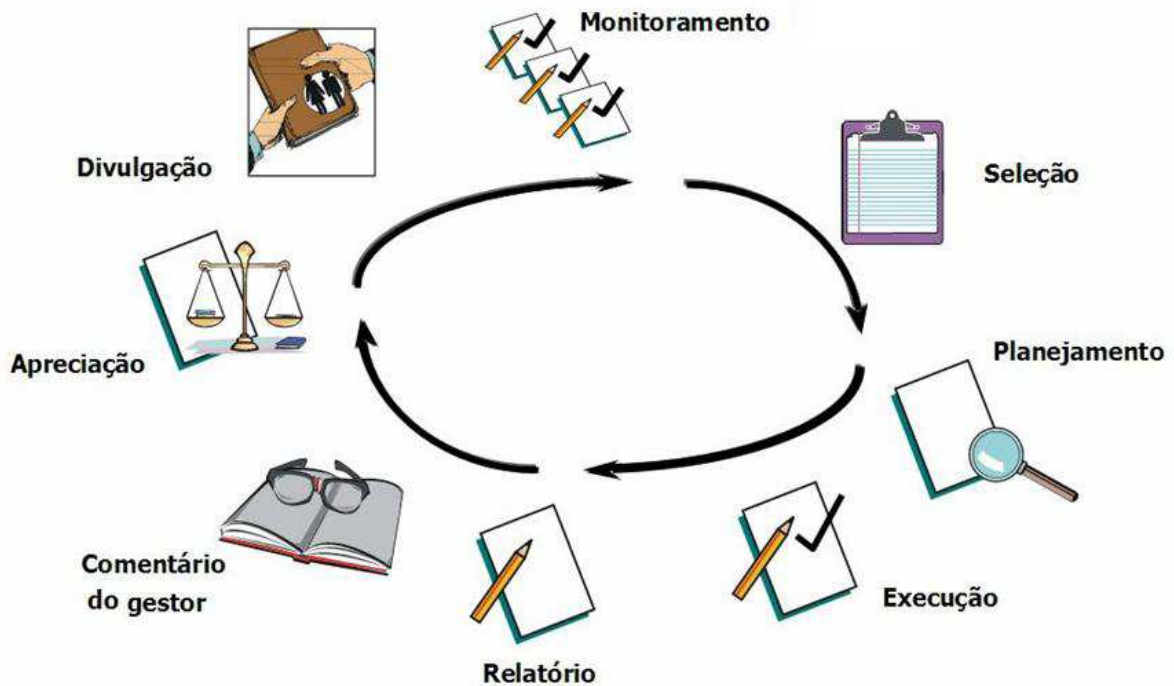 Monitoramento
Divulgação
Seleção
Apreciação
Planejamento
Comentário
do gestor
Execução
Relatório